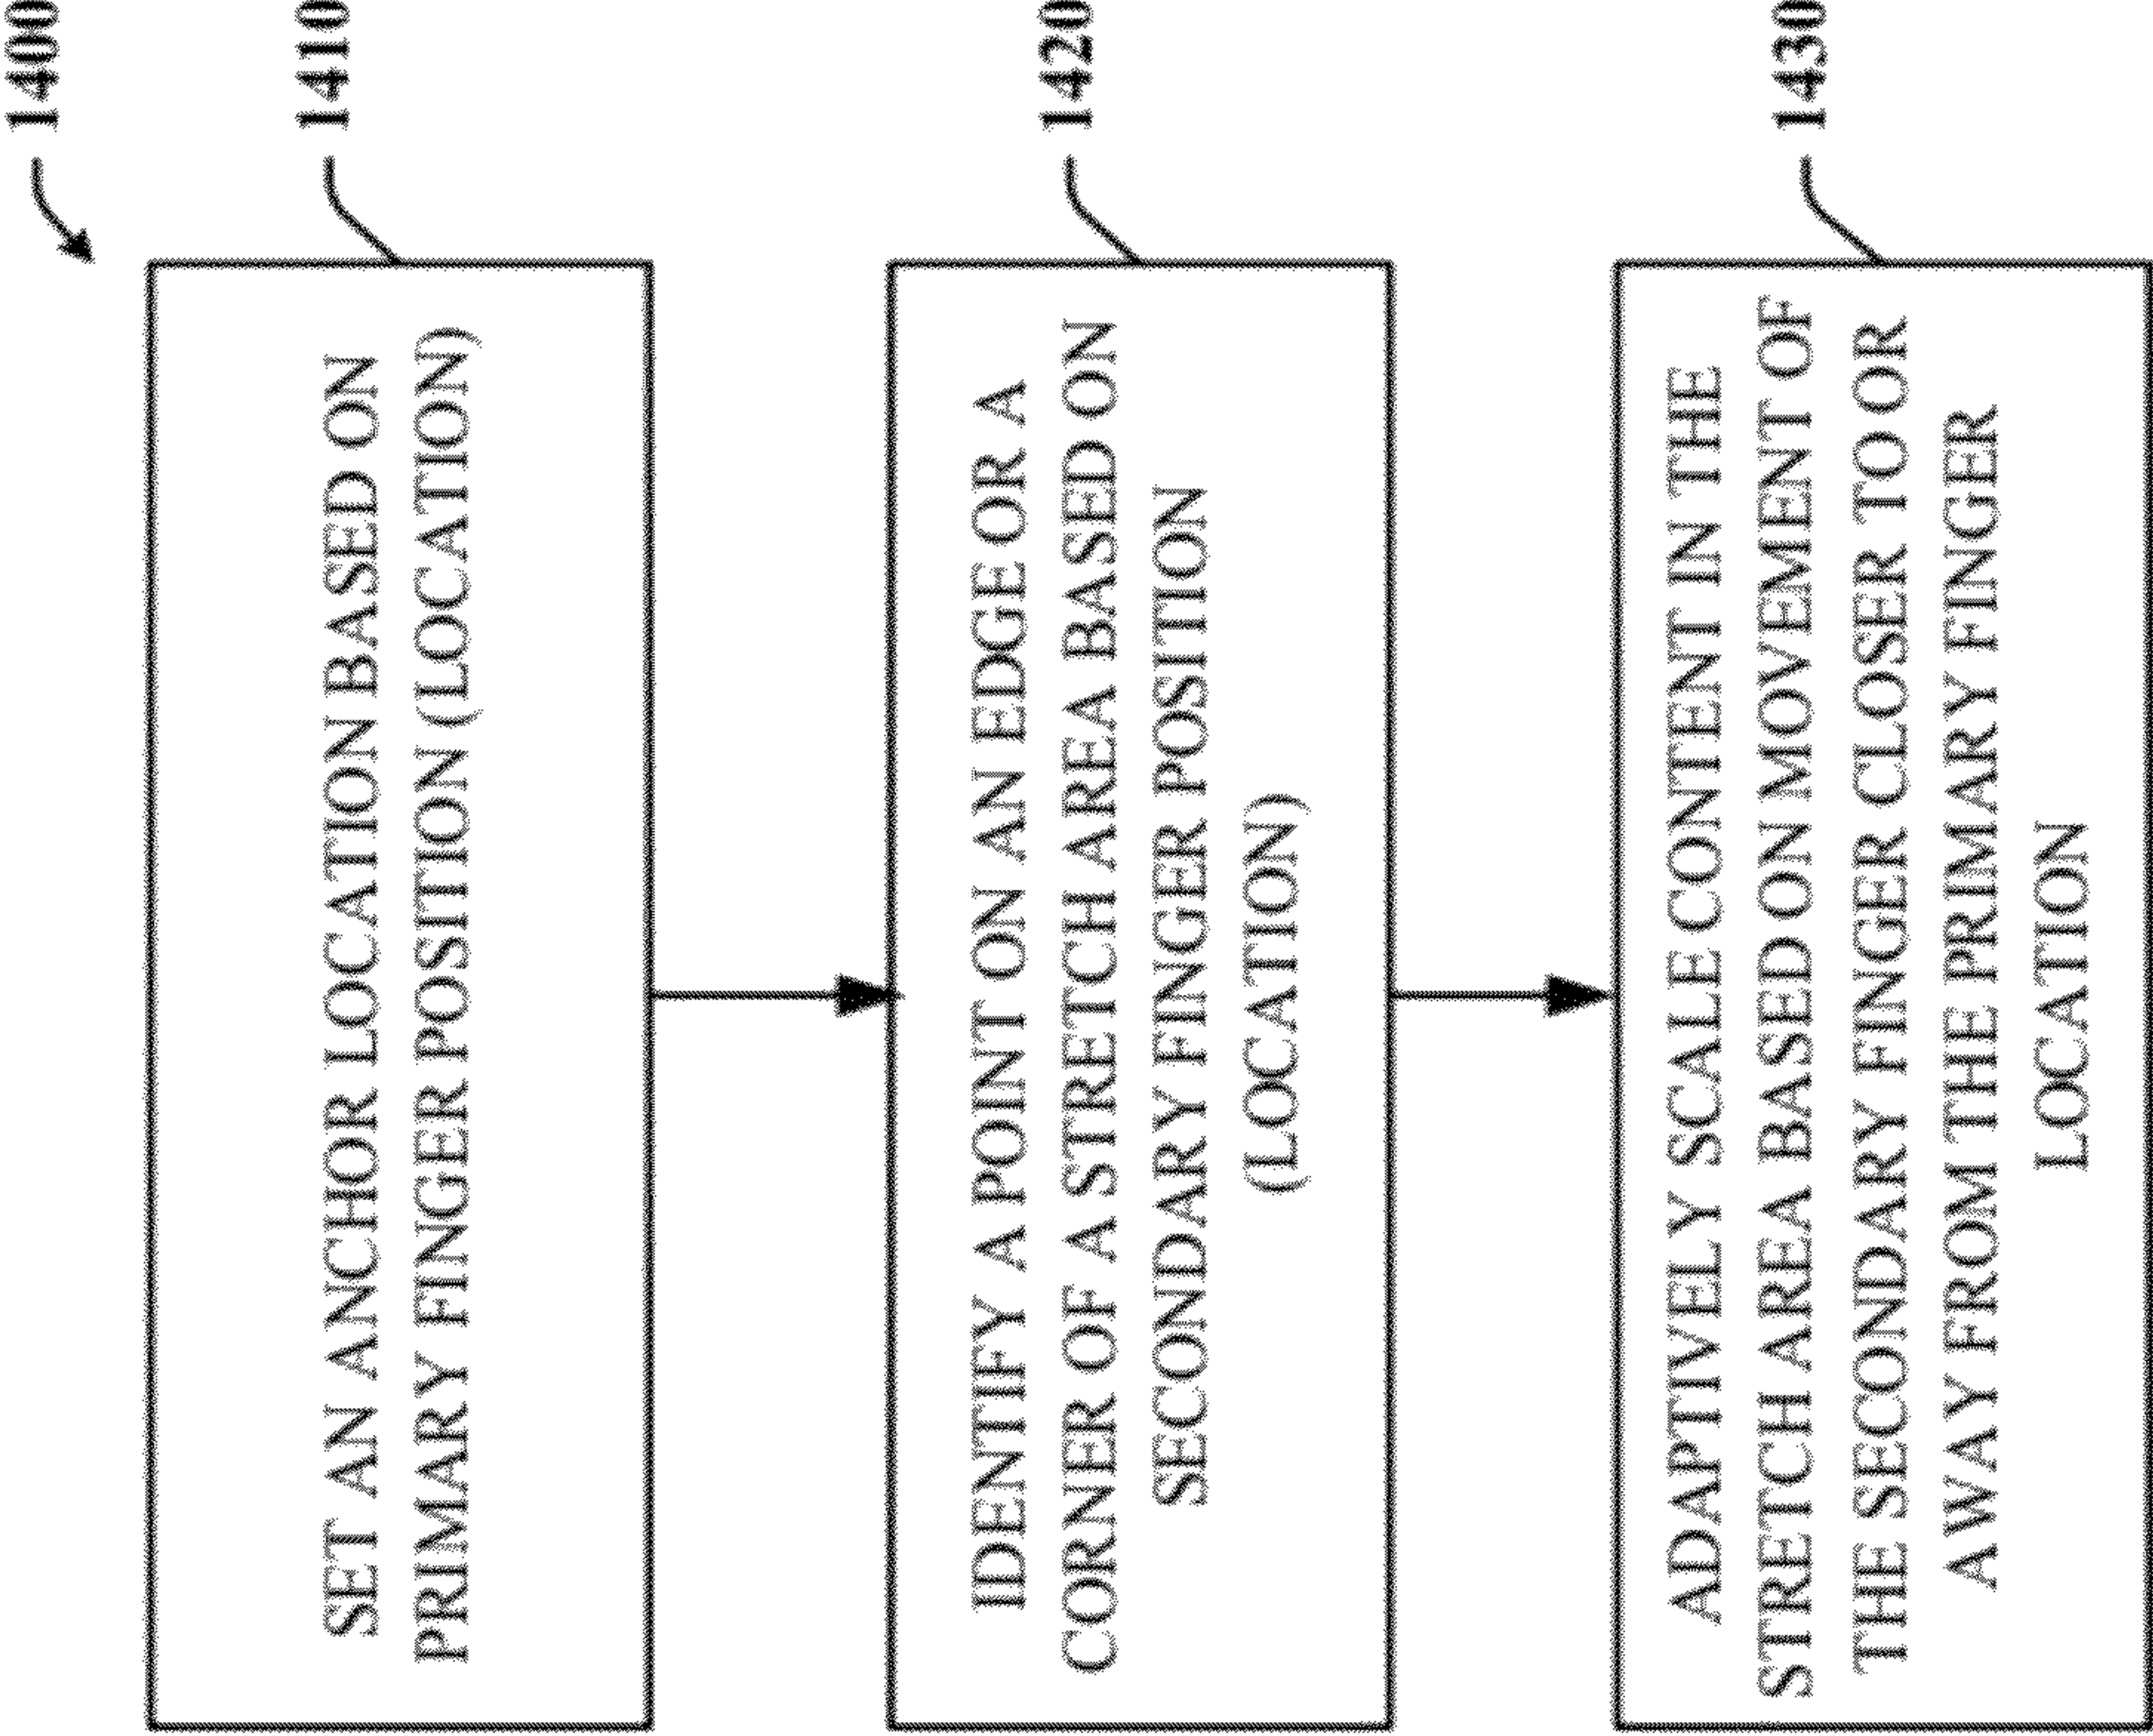 1400
1410
SET AN ANCHOR LOCATION BASED ON
PRIMARY FINGER POSITION (LOCATION)
1420
IDENTIFY A POINT ON AN EDGE OR A
CORNER OF A STRETCH AREA BASED ON
SECONDARY FINGER POSITION
(LOCATION)
1430
ADAPTIVELY SCALE CONTENT IN THE
STRETCH AREA BASED ON MOVEMENT OF
THE SECONDARY FINGER CLOSER TO OR
AWAY FROM THE PRIMARY FINGER
LOCATION